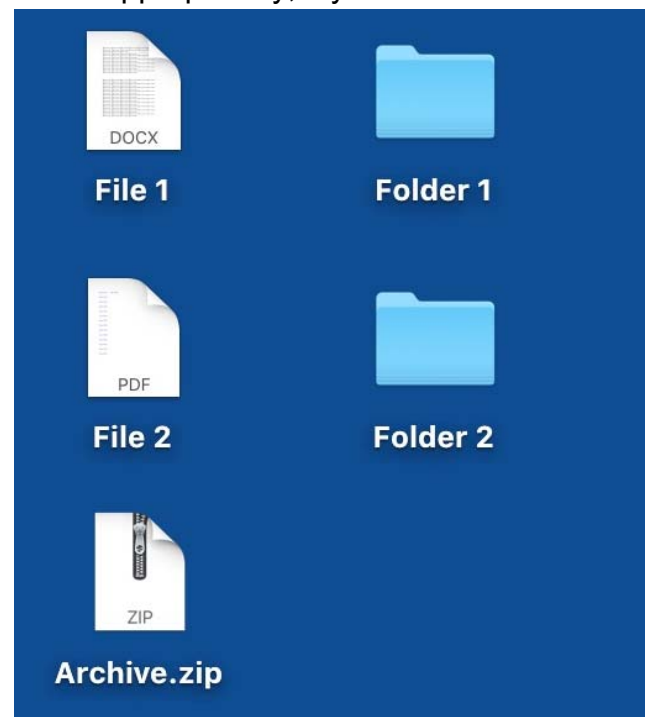 DOCX
File 1
Folder 1
PDF
File 2
Folder 2
ZIP
Archive.zip